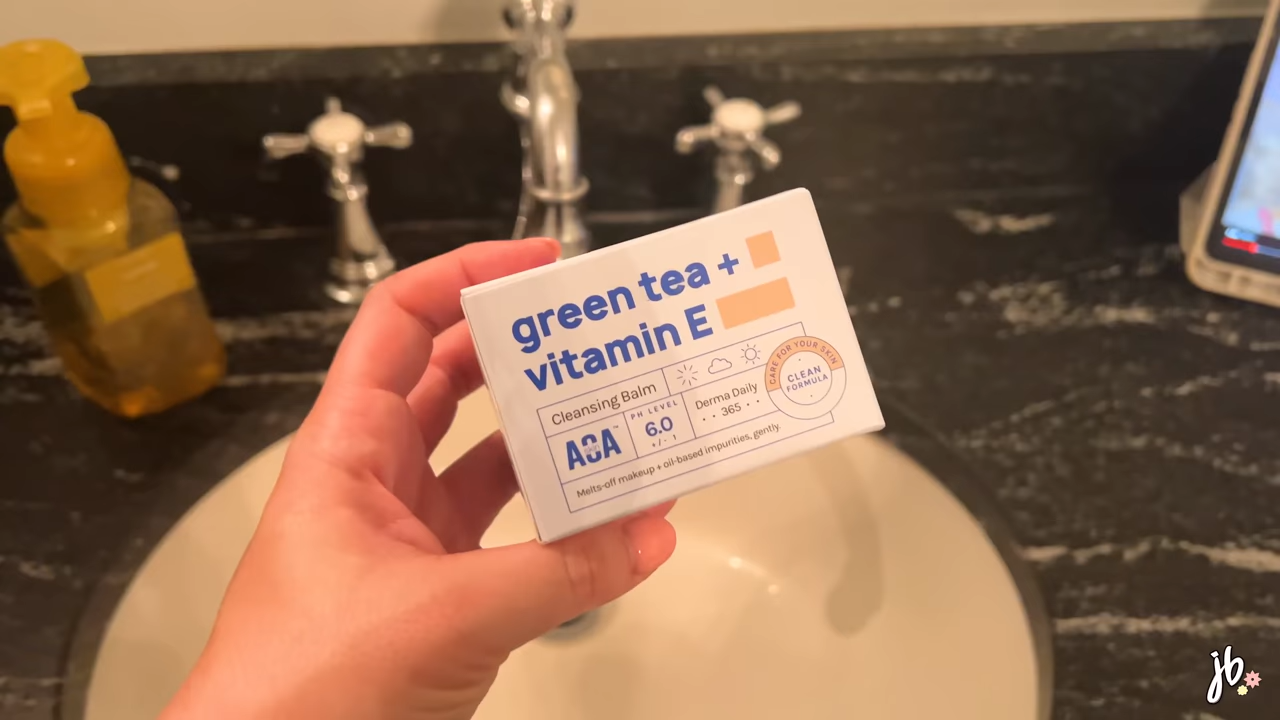 green tea +
vitamin E
Cleansing Balm
AOA
PH LEVEL
6.0
+/- 1
Derma Daily
· · 365 · ·
CARE FOR YOUR SKIN
CLEAN
FORMULA
Melts-off makeup + oil-based impurities, gently.
jb